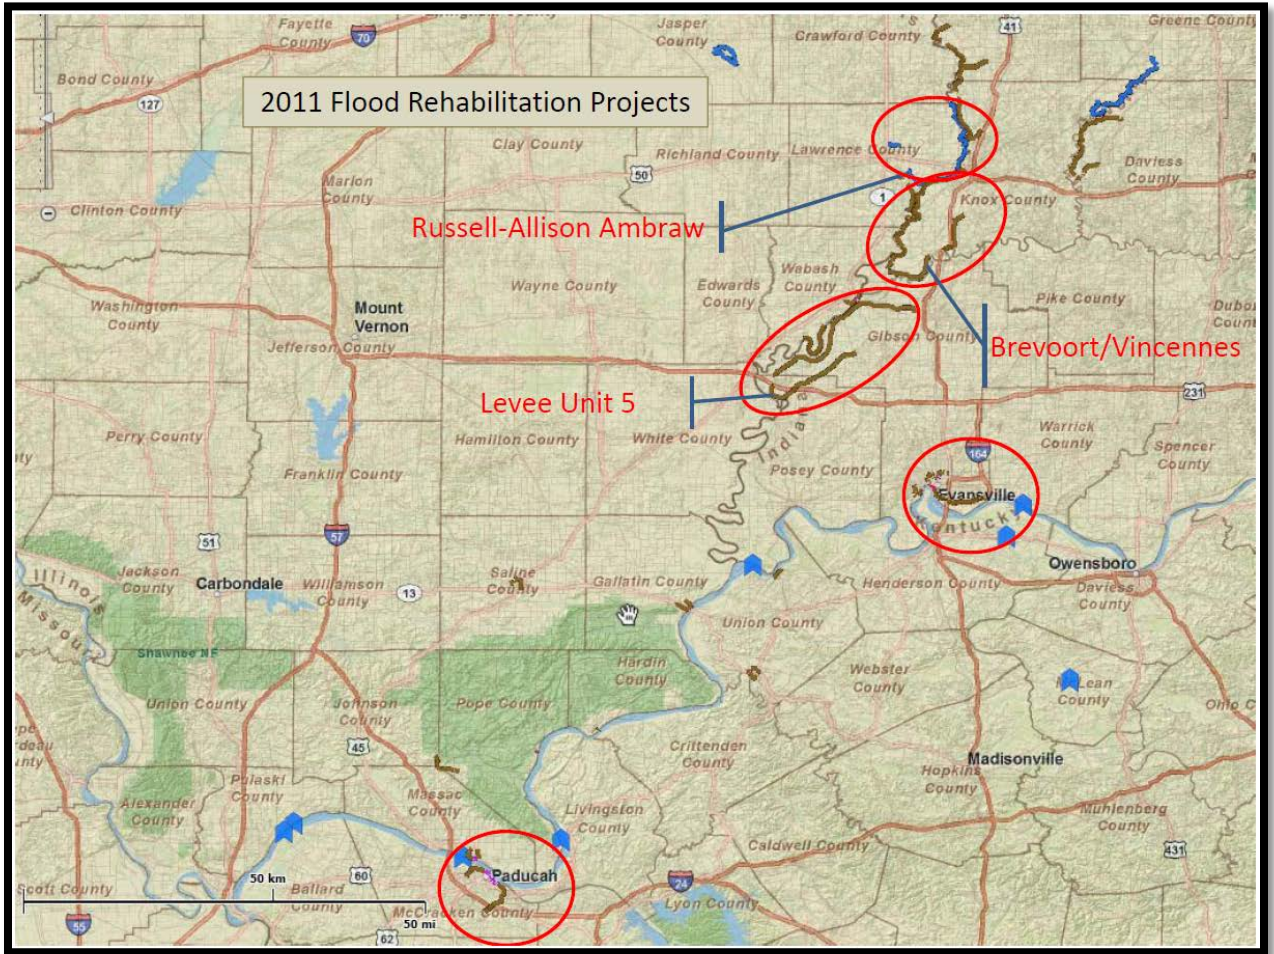 Fayette
County
70
Jasper
County
Crawford County
41
Greene County
Bond County
127
2011 Flood Rehabilitation Projects
Clay County
Richland County
Lawrence County
50
Daviess
County
Marion
County
Clinton County
1
Knox County
Russell-Allison Ambraw
Wabash
County
Wayne County
Edwards
County
Pike County
Washington
County
Mount
Vernon
Jefferson County
Gibson County
Brevoort/Vincennes
Levee Unit 5
231
Indiana
Perry County
Hamilton County
White County
Warrick
County
Spencer
County
164
Franklin County
Posey County
Evansville
Kentucky
57
51
Illinois
Missouri
Jackson
County
Carbondale
Williamson
County
13
Saline
County
Gallatin County
Henderson County
Owensboro
Daviess
County
Union County
Shawnee NF
Hardin
County
Webster
County
McLean
County
Union County
Johnson
County
Pope County
45
Crittenden
County
Madisonville
Hopkins
County
Pulaski
County
Massac
County
Alexander
County
Livingston
County
Muhlenberg
County
Caldwell County
431
50 km
60
Paducah
24
Scott County
Ballard
County
McCracken County
Lyon County
50 mi
55
62